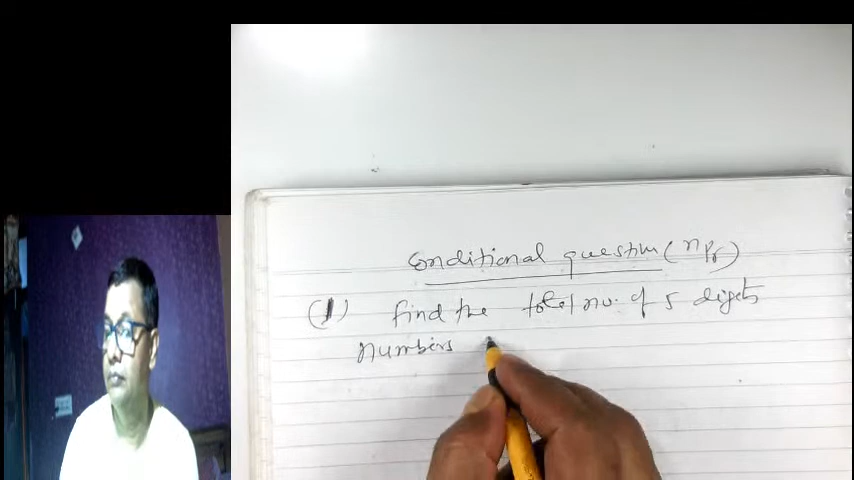 Conditional question (nPr)
(1) find the total no. of 5 digits
numbers